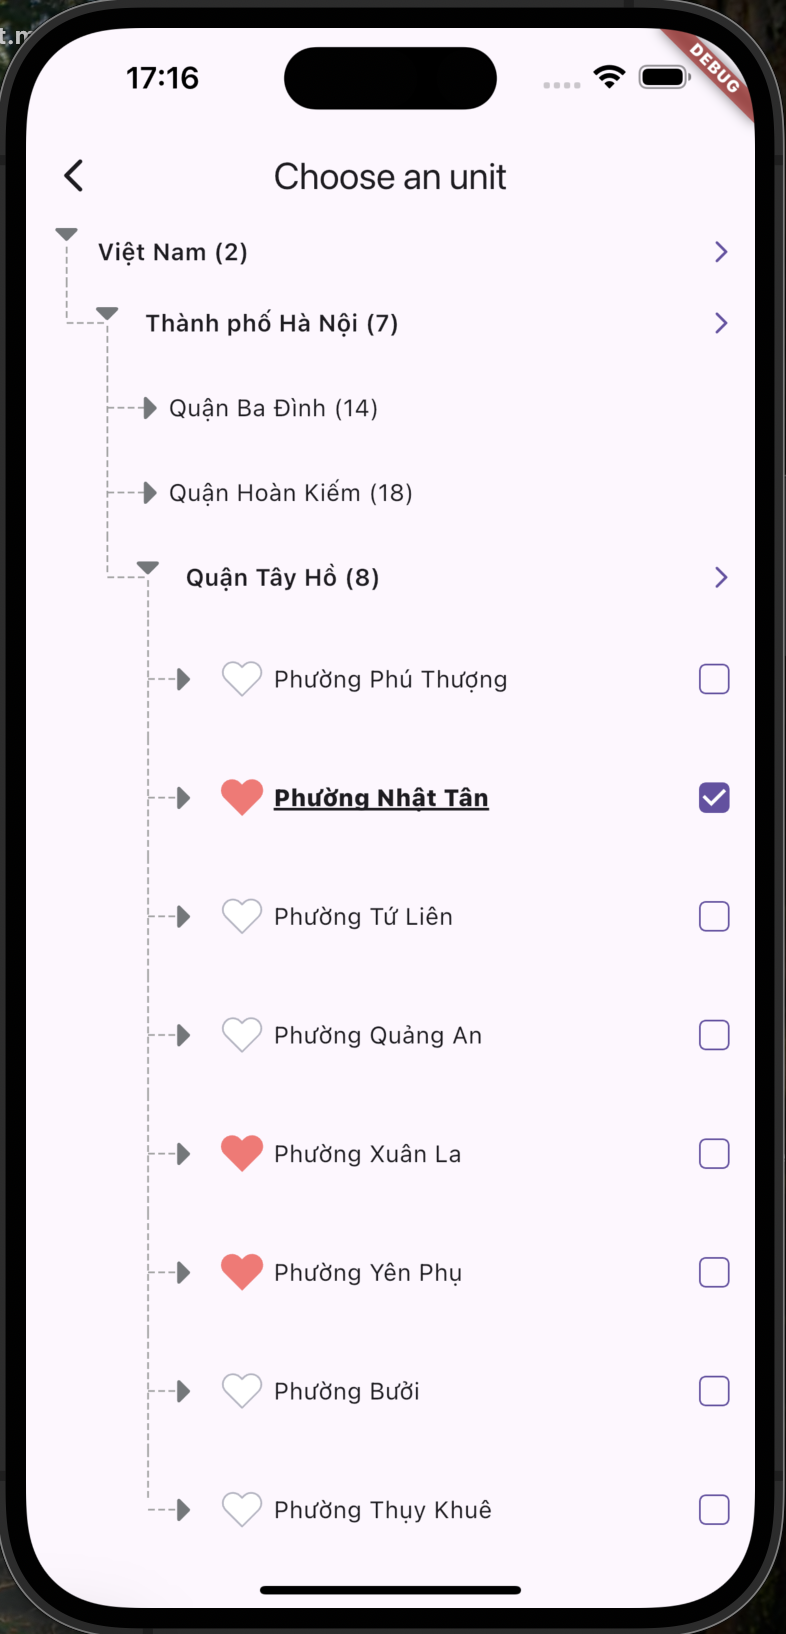 t.m
17:16
DEBUG
Choose an unit
Việt Nam (2)
Thành phố Hà Nội (7)
Quận Ba Đình (14)
Quận Hoàn Kiếm (18)
Quận Tây Hồ (8)
Phường Phú Thượng
Phường Nhật Tân
Phường Tứ Liên
Phường Quảng An
Phường Xuân La
Phường Yên Phụ
Phường Bưởi
Phường Thụy Khuê